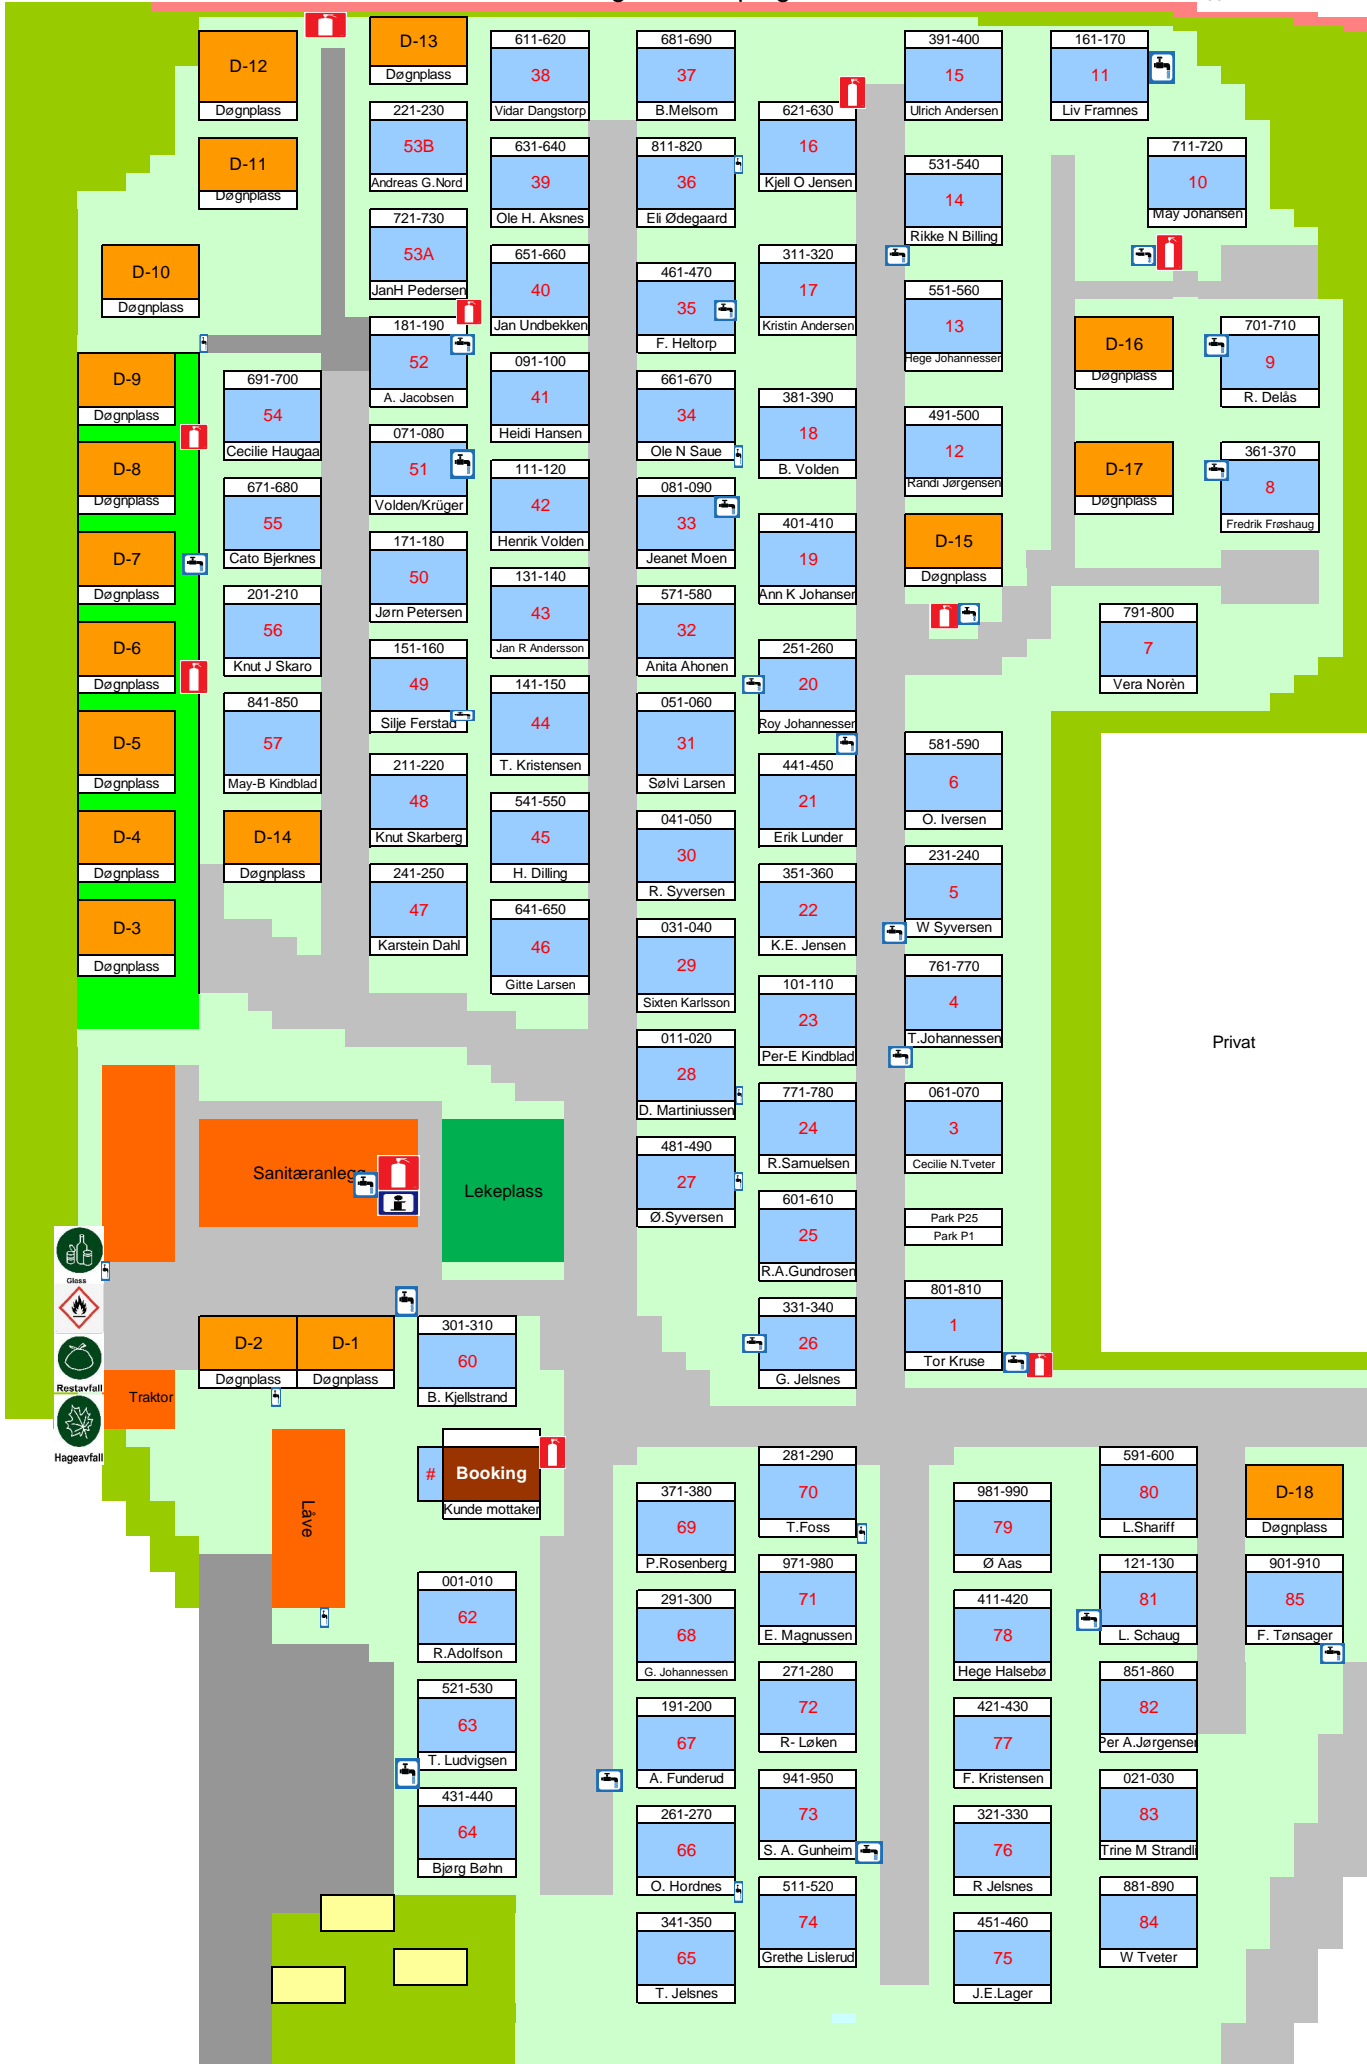 D-12
Døgnplass
D-11
Døgnplass
D-10
Døgnplass
D-9
Døgnplass
D-8
Døgnplass
D-7
Døgnplass
D-6
Døgnplass
D-5
Døgnplass
D-4
Døgnplass
D-3
Døgnplass
691-700
54
Cecilie Haugaa
671-680
55
Cato Bjerknes
201-210
56
Knut J Skaro
841-850
57
May-B Kindblad
D-14
Døgnplass
D-13
Døgnplass
221-230
53B
Andreas G.Nord
721-730
53A
JanH Pedersen
181-190
52
A. Jacobsen
071-080
51
Volden/Krüger
171-180
50
Jørn Petersen
151-160
49
Silje Ferstad
211-220
48
Knut Skarberg
241-250
47
Karstein Dahl
611-620
38
Vidar Dangstorp
631-640
39
Ole H. Aksnes
651-660
40
Jan Undbekken
091-100
41
Heidi Hansen
111-120
42
Henrik Volden
131-140
43
Jan R Andersson
141-150
44
T. Kristensen
541-550
45
H. Dilling
641-650
46
Gitte Larsen
681-690
37
B.Melsom
811-820
36
Eli Ødegaard
461-470
35
F. Heltorp
661-670
34
Ole N Saue
081-090
33
Jeanet Moen
571-580
32
Anita Ahonen
051-060
31
Sølvi Larsen
041-050
30
R. Syversen
031-040
29
Sixten Karlsson
011-020
28
D. Martiniussen
481-490
27
Ø.Syversen
621-630
16
Kjell O Jensen
311-320
17
Kristin Andersen
381-390
18
B. Volden
401-410
19
Ann K Johansen
251-260
20
Roy Johannessen
441-450
21
Erik Lunder
351-360
22
K.E. Jensen
101-110
23
Per-E Kindblad
771-780
24
R.Samuelsen
601-610
25
R.A.Gundrosen
331-340
26
G. Jelsnes
391-400
15
Ulrich Andersen
531-540
14
Rikke N Billing
551-560
13
Hege Johannessen
491-500
12
Randi Jørgensen
D-15
Døgnplass
581-590
6
O. Iversen
231-240
5
W Syversen
761-770
4
T.Johannessen
061-070
3
Cecilie N.Tveter
Park P25
Park P1
801-810
1
Tor Kruse
161-170
11
Liv Framnes
711-720
10
May Johansen
D-16
Døgnplass
701-710
9
R. Delås
D-17
Døgnplass
361-370
8
Fredrik Frøshaug
791-800
7
Vera Norèn
Privat
Sanitæranlegg
Lekeplass
Glass
Restavfall
Hageavfall
Traktor
D-2
Døgnplass
D-1
Døgnplass
301-310
60
B. Kjellstrand
#
Booking
Kunde mottaker
Låve
001-010
62
R.Adolfson
521-530
63
T. Ludvigsen
431-440
64
Bjørg Bøhn
371-380
69
P.Rosenberg
291-300
68
G. Johannessen
191-200
67
A. Funderud
261-270
66
O. Hordnes
341-350
65
T. Jelsnes
281-290
70
T.Foss
971-980
71
E. Magnussen
271-280
72
R- Løken
941-950
73
S. A. Gunheim
511-520
74
Grethe Lislerud
981-990
79
Ø Aas
411-420
78
Hege Halsebø
421-430
77
F. Kristensen
321-330
76
R Jelsnes
451-460
75
J.E.Lager
591-600
80
L.Shariff
121-130
81
L. Schaug
851-860
82
Per A.Jørgensen
021-030
83
Trine M Strandli
881-890
84
W Tveter
D-18
Døgnplass
901-910
85
F. Tønsager